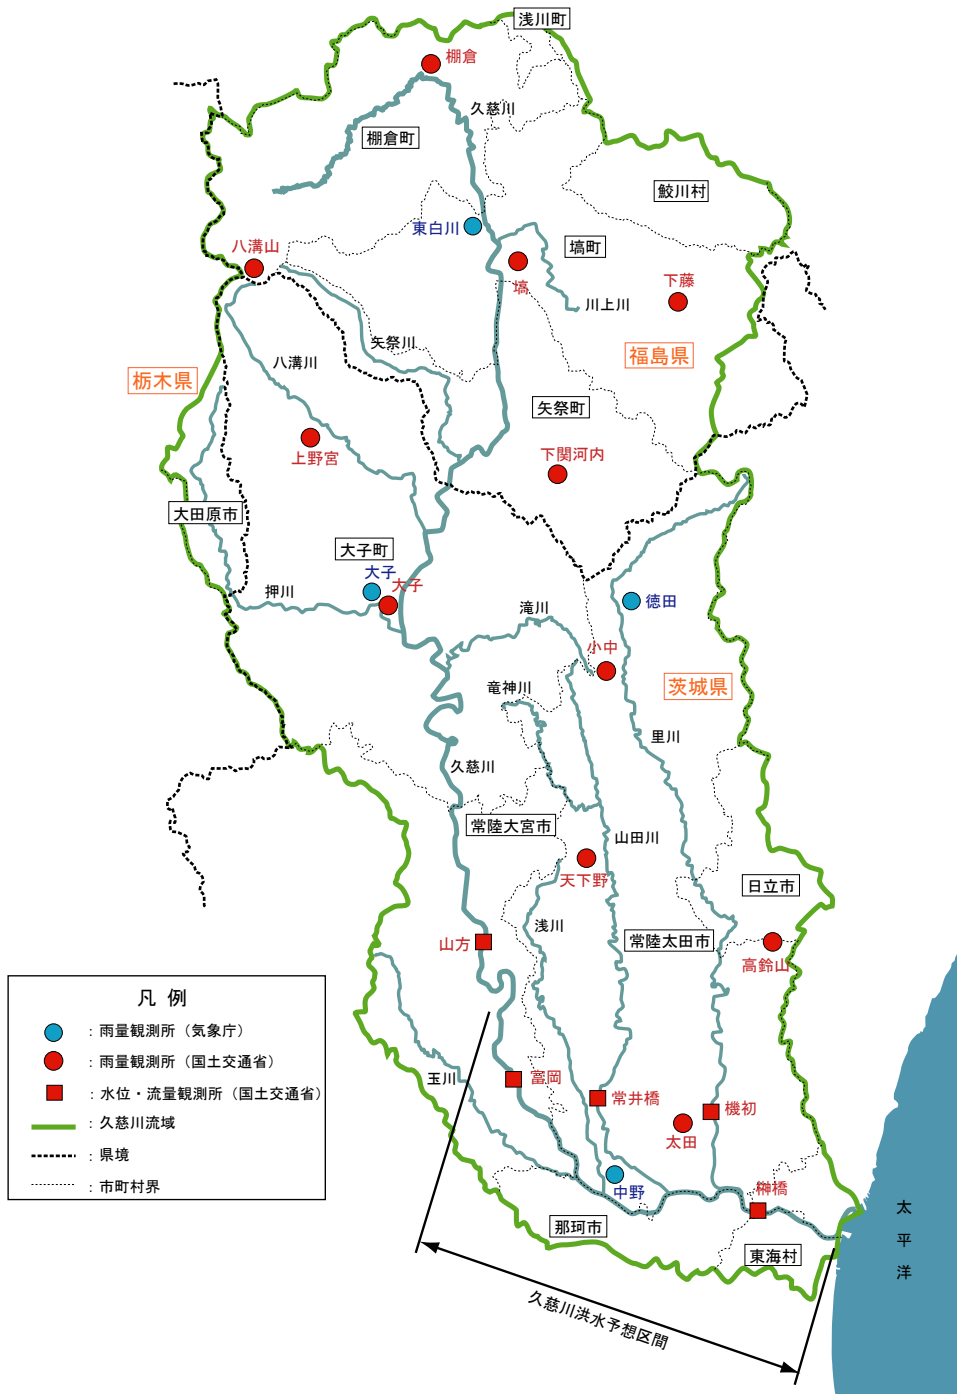 浅川町
棚倉
久慈川
棚倉町
鮫川村
東白川
八溝山
塙町
塙
下藤
川上川
矢祭川
福島県
八溝川
栃木県
矢祭町
上野宮
下関河内
大田原市
大子町
大子
大子
押川
徳田
滝川
小中
竜神川
茨城県
里川
久慈川
常陸大宮市
山田川
天下野
日立市
浅川
常陸太田市
山方
高鈴山
凡 例
：雨量観測所（気象庁）
：雨量観測所（国土交通省）
：水位・流量観測所（国土交通省）
：久慈川流域
：県境
：市町村界
玉川
富岡
常井橋
機初
太田
中野
榊橋
那珂市
東海村
太平洋
久慈川洪水予想区間